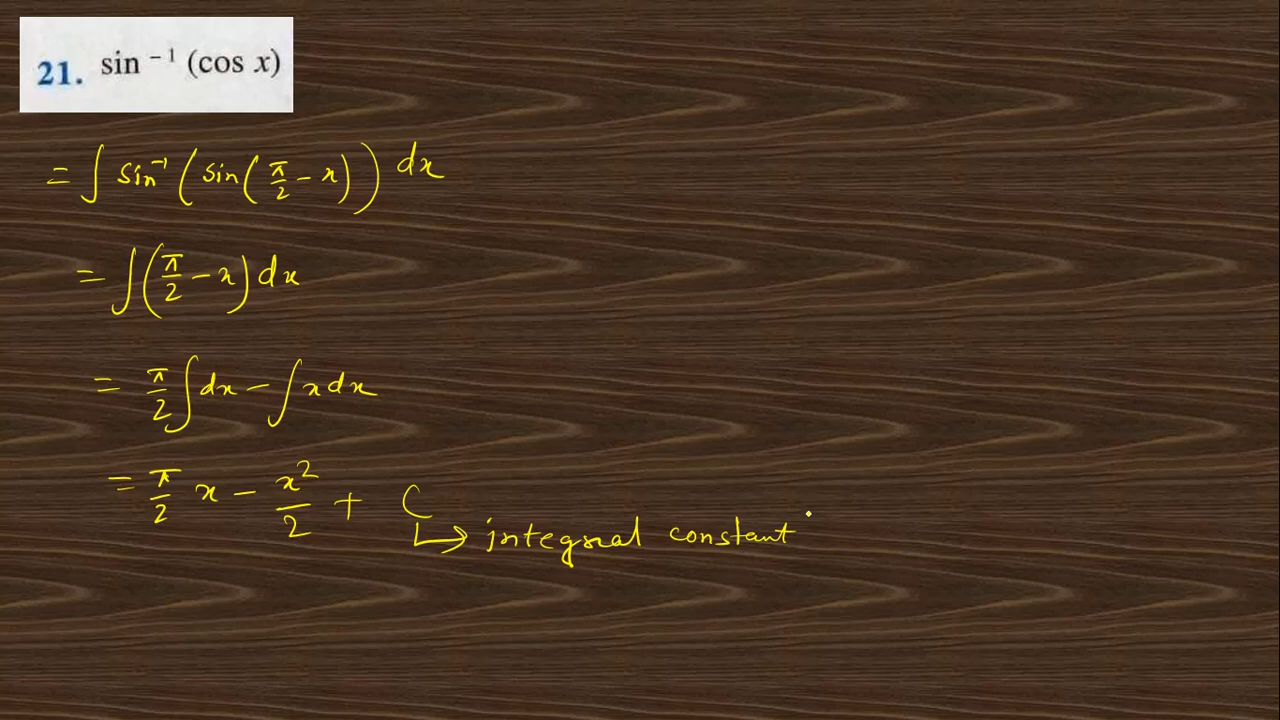 21. sin⁻¹ (cos x)
= ∫ sin⁻¹ (sin(π/2 − x)) dx
= ∫ (π/2 − x) dx
= π/2 ∫ dx − ∫ x dx
= π/2 x − x²/2 + C
↳ integral constant